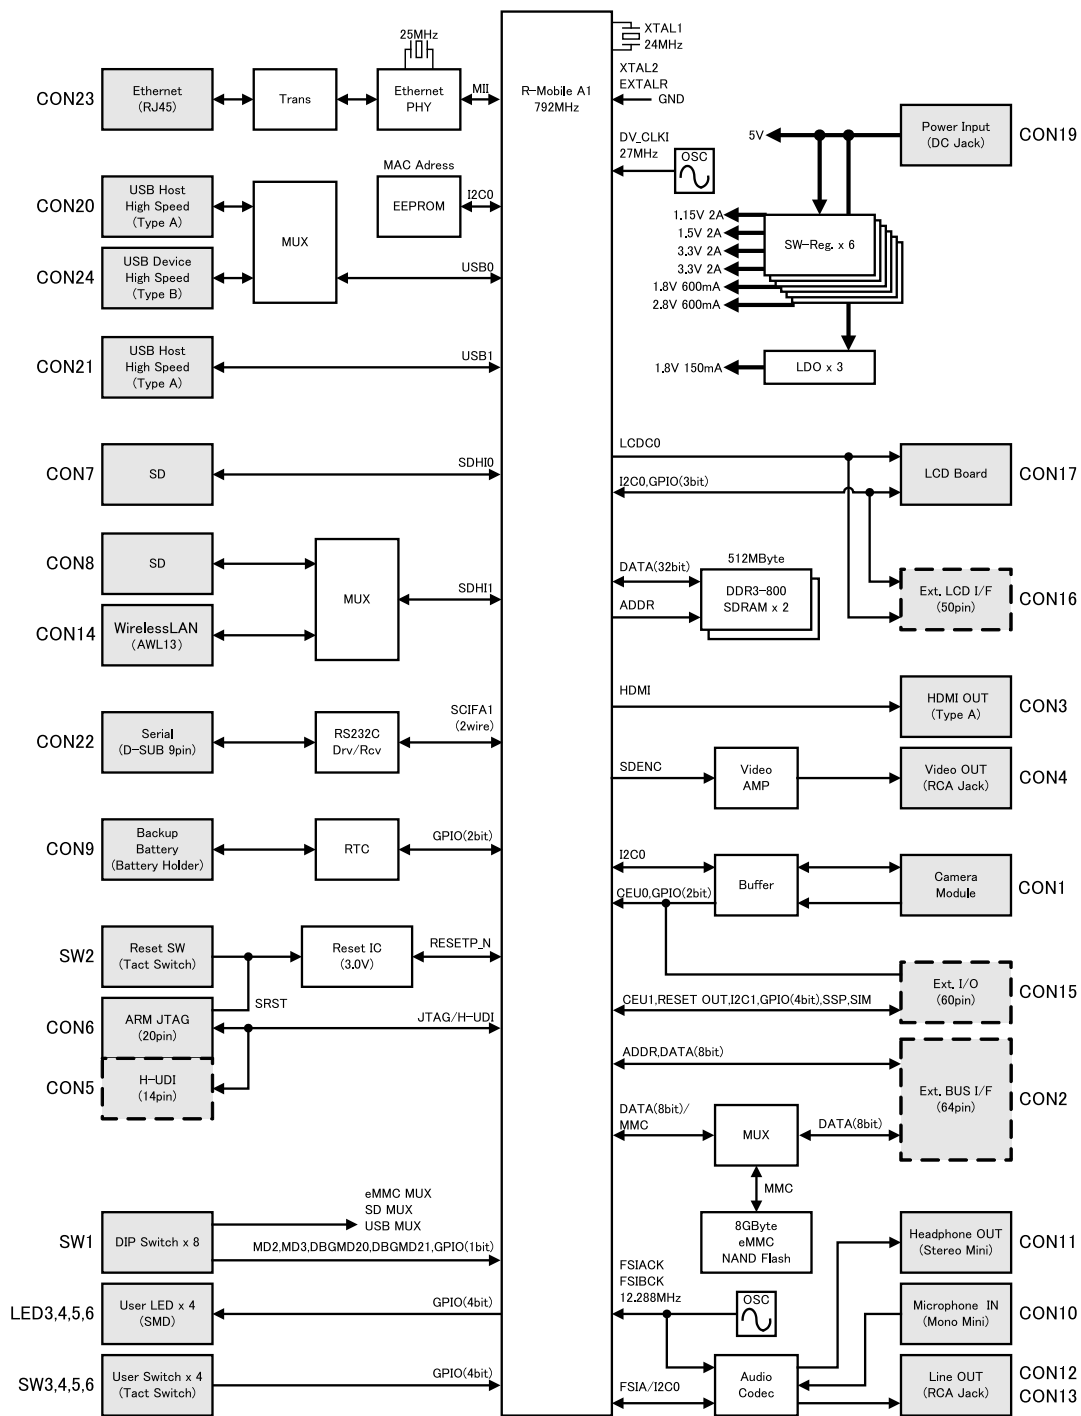 25MHz
CON23
Ethernet
(RJ45)
Trans
Ethernet
PHY
MII
MAC Adress
EEPROM
I2C0
CON20
USB Host
High Speed
(Type A)
MUX
CON24
USB Device
High Speed
(Type B)
USB0
CON21
USB Host
High Speed
(Type A)
USB1
CON7
SD
SDHI0
CON8
SD
MUX
SDHI1
CON14
WirelessLAN
(AWL13)
CON22
Serial
(D-SUB 9pin)
RS232C
Drv/Rcv
SCIFA1
(2wire)
CON9
Backup
Battery
(Battery Holder)
RTC
GPIO(2bit)
SW2
Reset SW
(Tact Switch)
Reset IC
(3.0V)
RESETP_N
SRST
CON6
ARM JTAG
(20pin)
JTAG/H-UDI
CON5
H-UDI
(14pin)
SW1
DIP Switch x 8
eMMC MUX
SD MUX
USB MUX
MD2,MD3,DBGMD20,DBGMD21,GPIO(1bit)
LED3,4,5,6
User LED x 4
(SMD)
GPIO(4bit)
SW3,4,5,6
User Switch x 4
(Tact Switch)
GPIO(4bit)
R-Mobile A1
792MHz
XTAL1
24MHz
XTAL2
EXTALR
GND
DV_CLKI
27MHz
OSC
5V
Power Input
(DC Jack)
CON19
1.15V 2A
1.5V 2A
3.3V 2A
3.3V 2A
1.8V 600mA
2.8V 600mA
SW-Reg. x 6
1.8V 150mA
LDO x 3
LCDC0
I2C0,GPIO(3bit)
LCD Board
CON17
Ext. LCD I/F
(50pin)
CON16
512MByte
DATA(32bit)
ADDR
DDR3-800
SDRAM x 2
HDMI
HDMI OUT
(Type A)
CON3
SDENC
Video
AMP
Video OUT
(RCA Jack)
CON4
I2C0
CEU0,GPIO(2bit)
Buffer
Camera
Module
CON1
Ext. I/O
(60pin)
CON15
CEU1,RESET OUT,I2C1,GPIO(4bit),SSP,SIM
ADDR,DATA(8bit)
Ext. BUS I/F
(64pin)
CON2
DATA(8bit)/
MMC
MUX
DATA(8bit)
MMC
8GByte
eMMC
NAND Flash
Headphone OUT
(Stereo Mini)
CON11
FSIACK
FSIBCK
12.288MHz
OSC
Microphone IN
(Mono Mini)
CON10
FSIA/I2C0
Audio
Codec
Line OUT
(RCA Jack)
CON12
CON13